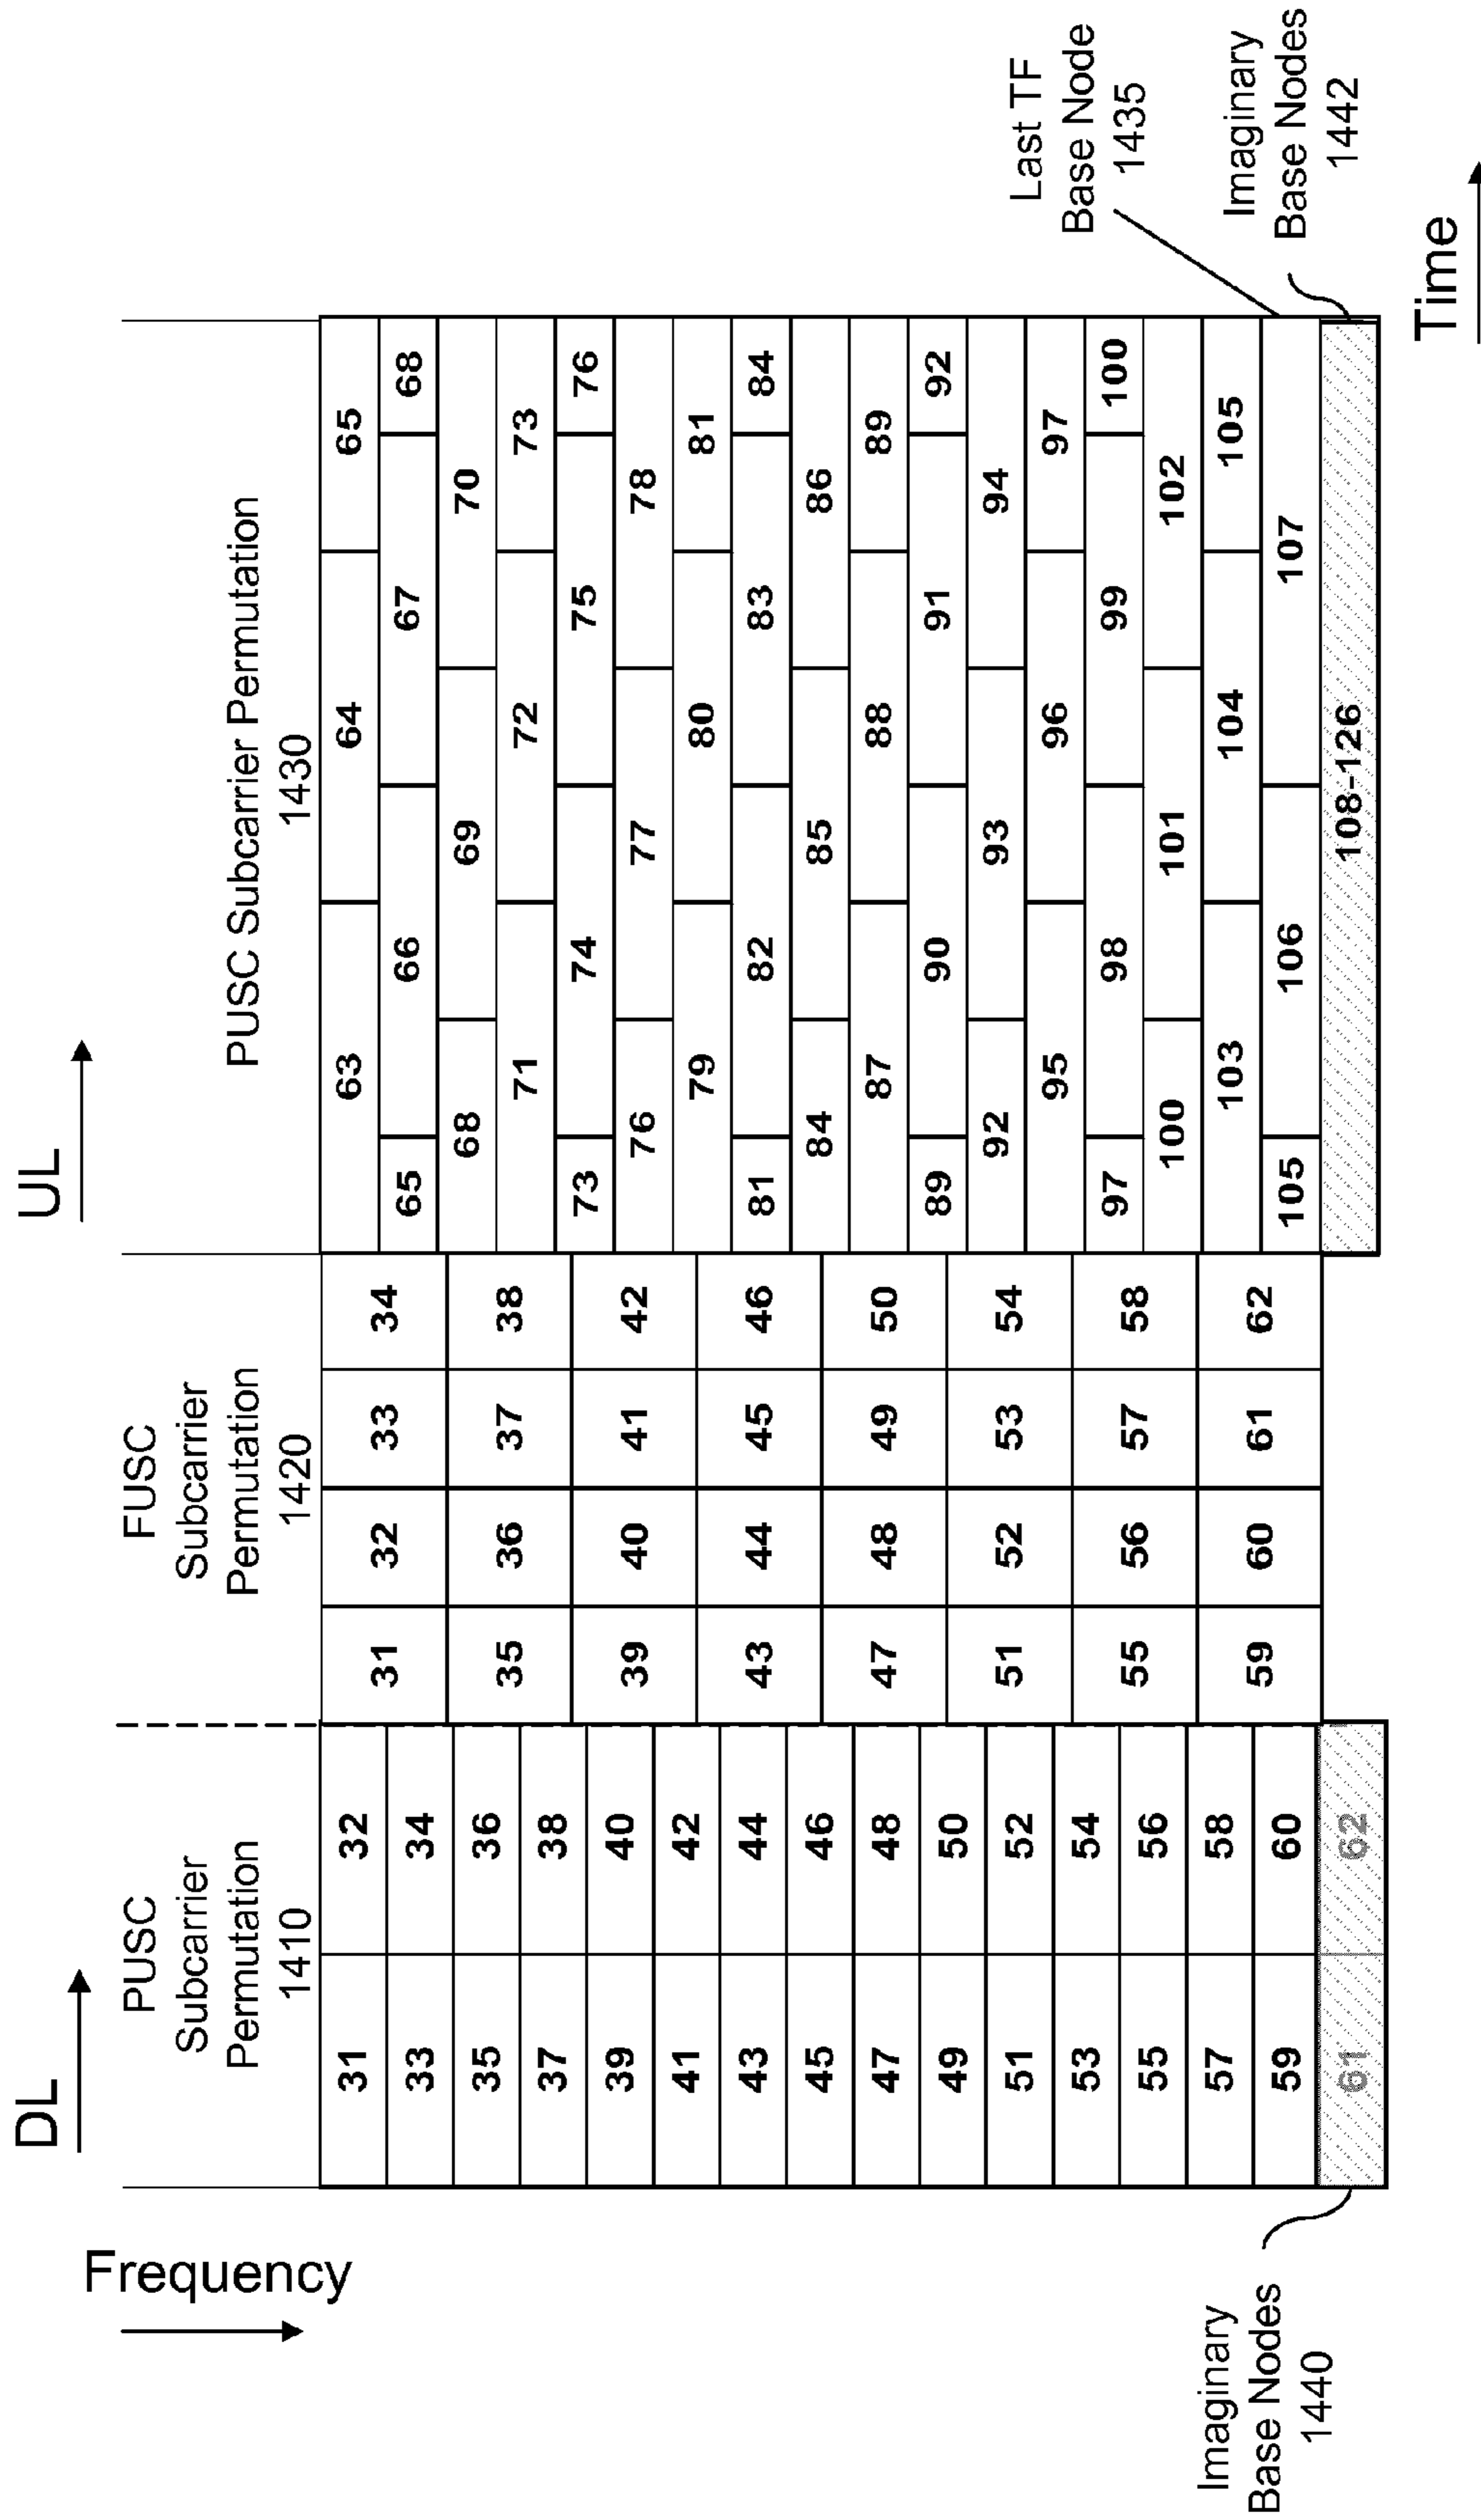 DL
UL
Frequency
PUSC
Subcarrier
Permutation
1410
31 32
33 34
35 36
37 38
39 40
41 42
43 44
45 46
47 48
49 50
51 52
53 54
55 56
57 58
59 60
61 62
Imaginary
Base Nodes
1440
FUSC
Subcarrier
Permutation
1420
31 32 33 34
35 36 37 38
39 40 41 42
43 44 45 46
47 48 49 50
51 52 53 54
55 56 57 58
59 60 61 62
PUSC Subcarrier Permutation
1430
63 64 65
65 66 67 68
68 69 70
71 72 73
73 74 75 76
76 77 78
79 80 81
81 82 83 84
84 85 86
87 88 89
89 90 91 92
92 93 94
95 96 97
97 98 99 100
100 101 102
103 104 105
105 106 107
108-126
Last TF
Base Node
1435
Imaginary
Base Nodes
1442
Time